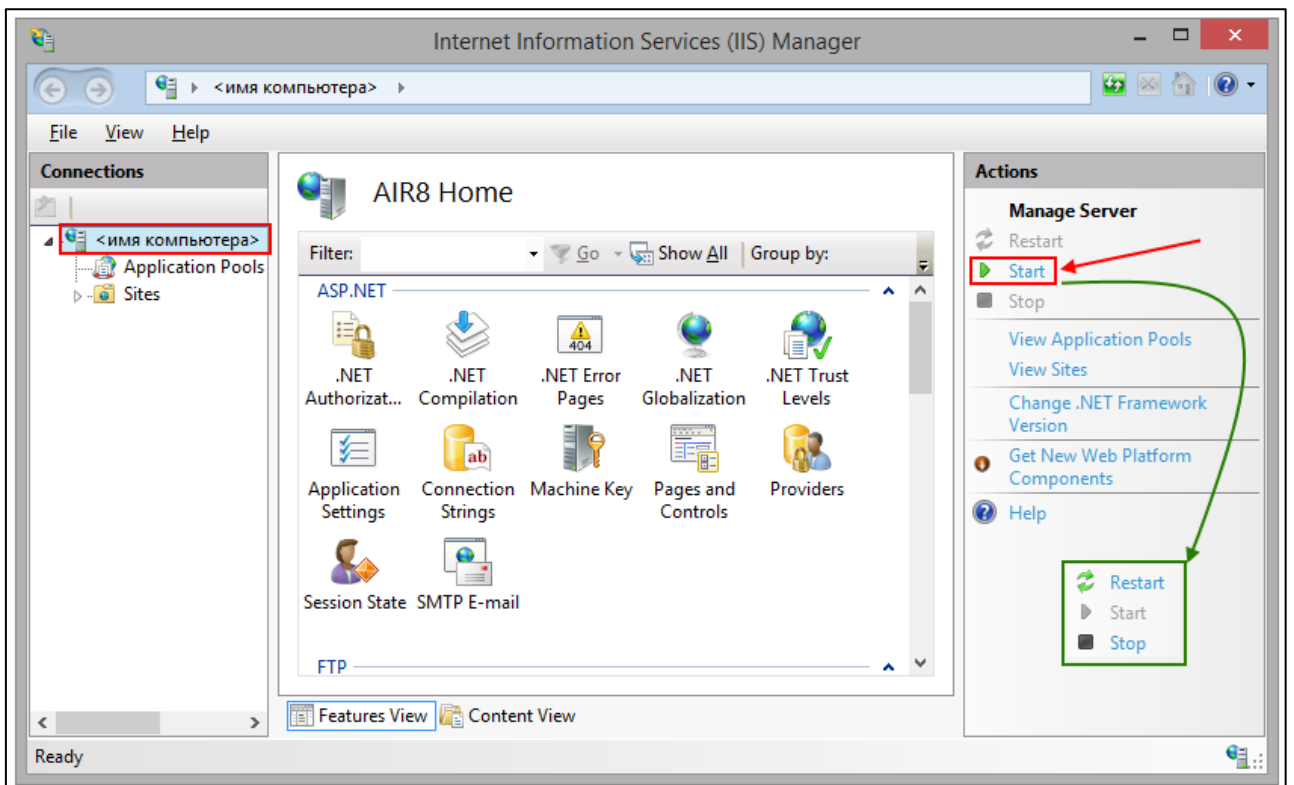 Internet Information Services (IIS) Manager
<имя компьютера>
File View Help
Connections
<имя компьютера>
Application Pools
Sites
AIR8 Home
Filter: Go Show All Group by:
ASP.NET
.NET Authorizat...
.NET Compilation
404
.NET Error Pages
.NET Globalization
.NET Trust Levels
Application Settings
ab
Connection Strings
Machine Key
Pages and Controls
Providers
Session State
SMTP E-mail
FTP
Features View Content View
Actions
Manage Server
Restart
Start
Stop
View Application Pools
View Sites
Change .NET Framework
Version
Get New Web Platform
Components
Help
Restart
Start
Stop
Ready